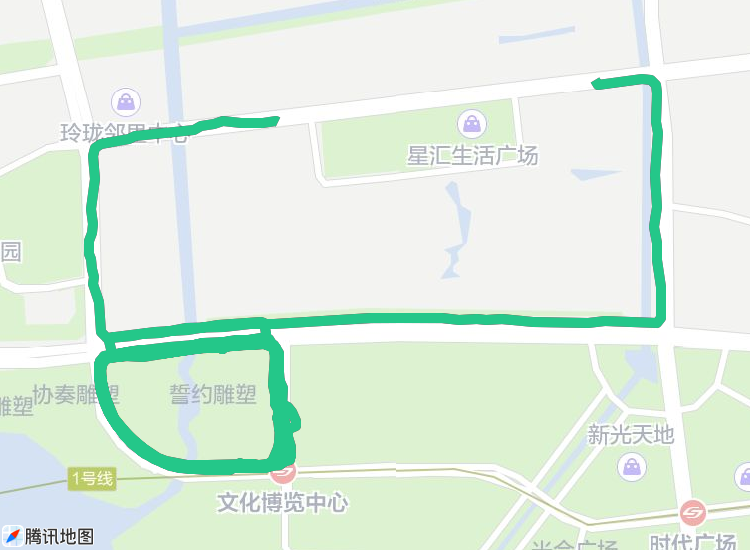 玲珑邻里中心
星汇生活广场
园
协奏雕塑
誓约雕塑
雕塑
新光天地
1号线
文化博览中心
时代广场
腾讯地图